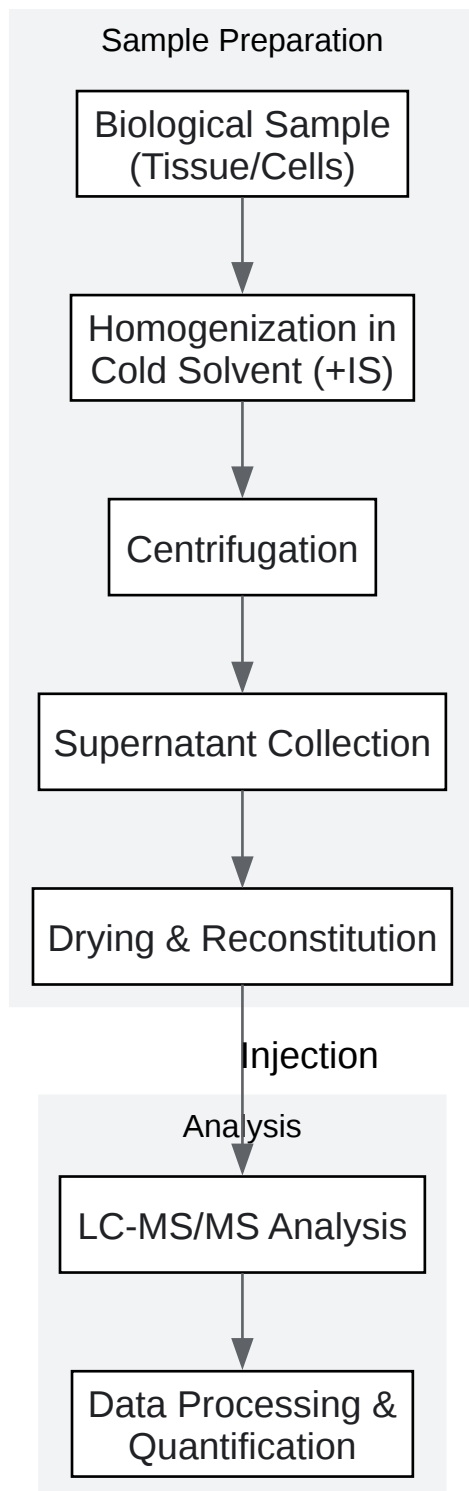 Sample Preparation
Biological Sample
(Tissue/Cells)
Homogenization in
Cold Solvent (+IS)
Centrifugation
Supernatant Collection
Drying & Reconstitution
Injection
Analysis
LC-MS/MS Analysis
Data Processing &
Quantification